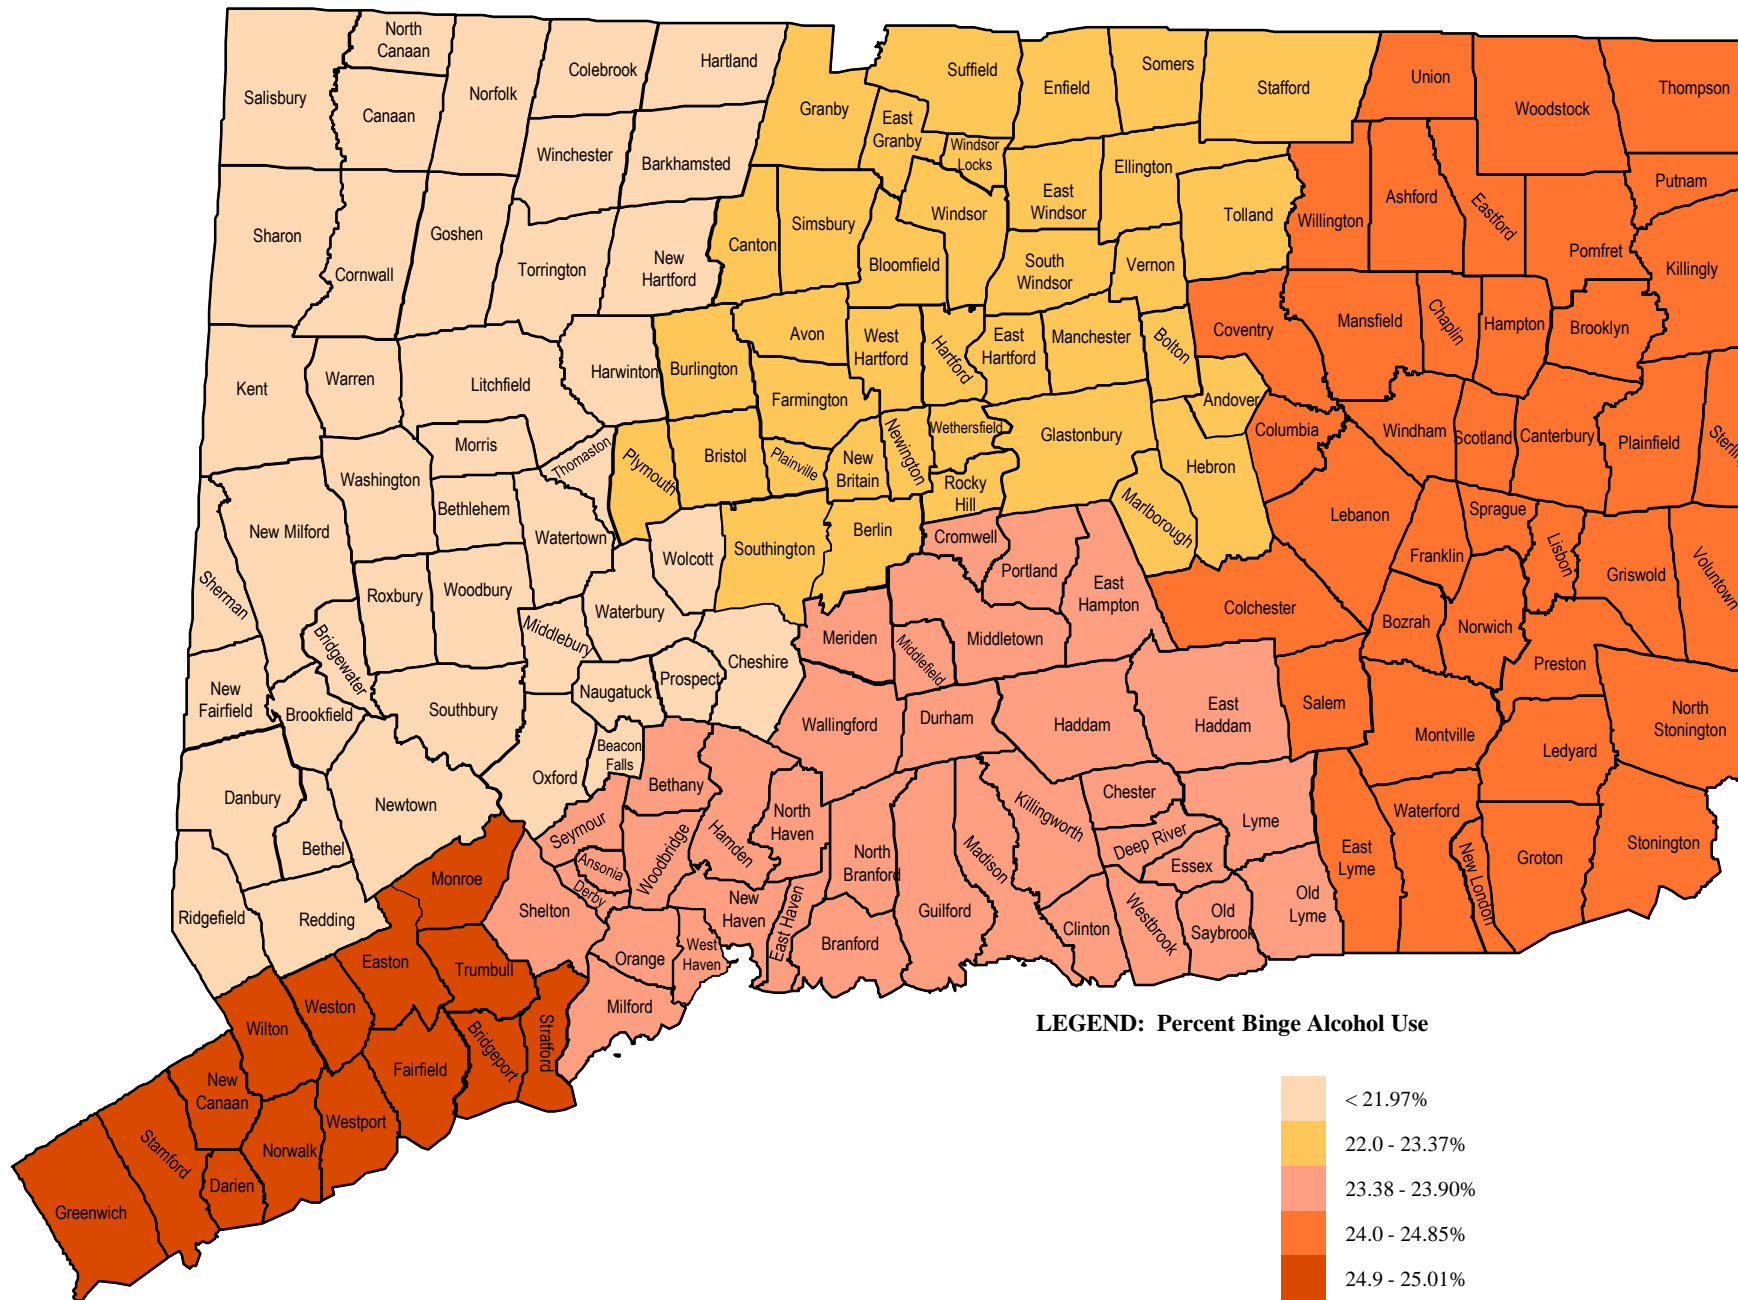 North
Canaan
Colebrook
Hartland
Salisbury
Canaan
Norfolk
Granby
Suffield
Enfield
Somers
Stafford
Union
Woodstock
Thompson
East
Granby
Windsor
Locks
Winchester
Barkhamsted
Ellington
East
Windsor
Tolland
Willington
Ashford
Eastford
Putnam
Pomfret
Killingly
Sharon
Cornwall
Goshen
Torrington
New
Hartford
Canton
Simsbury
Bloomfield
Windsor
South
Windsor
Vernon
Kent
Warren
Litchfield
Harwinton
Burlington
Avon
West
Hartford
Hartford
East
Hartford
Manchester
Bolton
Coventry
Mansfield
Chaplin
Hampton
Brooklyn
Farmington
Andover
Morris
Thomaston
Plymouth
Bristol
Plainville
New
Britain
Newington
Wethersfield
Glastonbury
Hebron
Columbia
Windham
Scotland
Canterbury
Plainfield
Sterlin
Washington
Bethlehem
Watertown
Rocky
Hill
Marlborough
Lebanon
Sprague
Lisbon
New Milford
Sherman
Roxbury
Woodbury
Wolcott
Southington
Berlin
Cromwell
Portland
East
Hampton
Colchester
Franklin
Griswold
Voluntown
Bozrah
Norwich
Preston
Bridgewater
Middlebury
Waterbury
Cheshire
Meriden
Middlefield
Middletown
New
Fairfield
Brookfield
Southbury
Naugatuck
Prospect
Wallingford
Durham
Haddam
East
Haddam
Salem
Montville
Ledyard
North
Stonington
Danbury
Bethel
Newtown
Oxford
Beacon
Falls
Bethany
Seymour
Ansonia
Derby
Woodbridge
Hamden
North
Haven
North
Branford
Guilford
Madison
Killingworth
Chester
Deep River
Essex
Lyme
East
Lyme
Waterford
New London
Groton
Stonington
Ridgefield
Redding
Monroe
Shelton
Orange
West
Haven
New
Haven
East Haven
Branford
Clinton
Westbrook
Old
Saybrook
Old
Lyme
Easton
Trumbull
Milford
Weston
Wilton
Stratford
Bridgeport
Fairfield
New
Canaan
Westport
Norwalk
Stamford
Darien
Greenwich
LEGEND:  Percent Binge Alcohol Use
< 21.97%
22.0 - 23.37%
23.38 - 23.90%
24.0 - 24.85%
24.9 - 25.01%